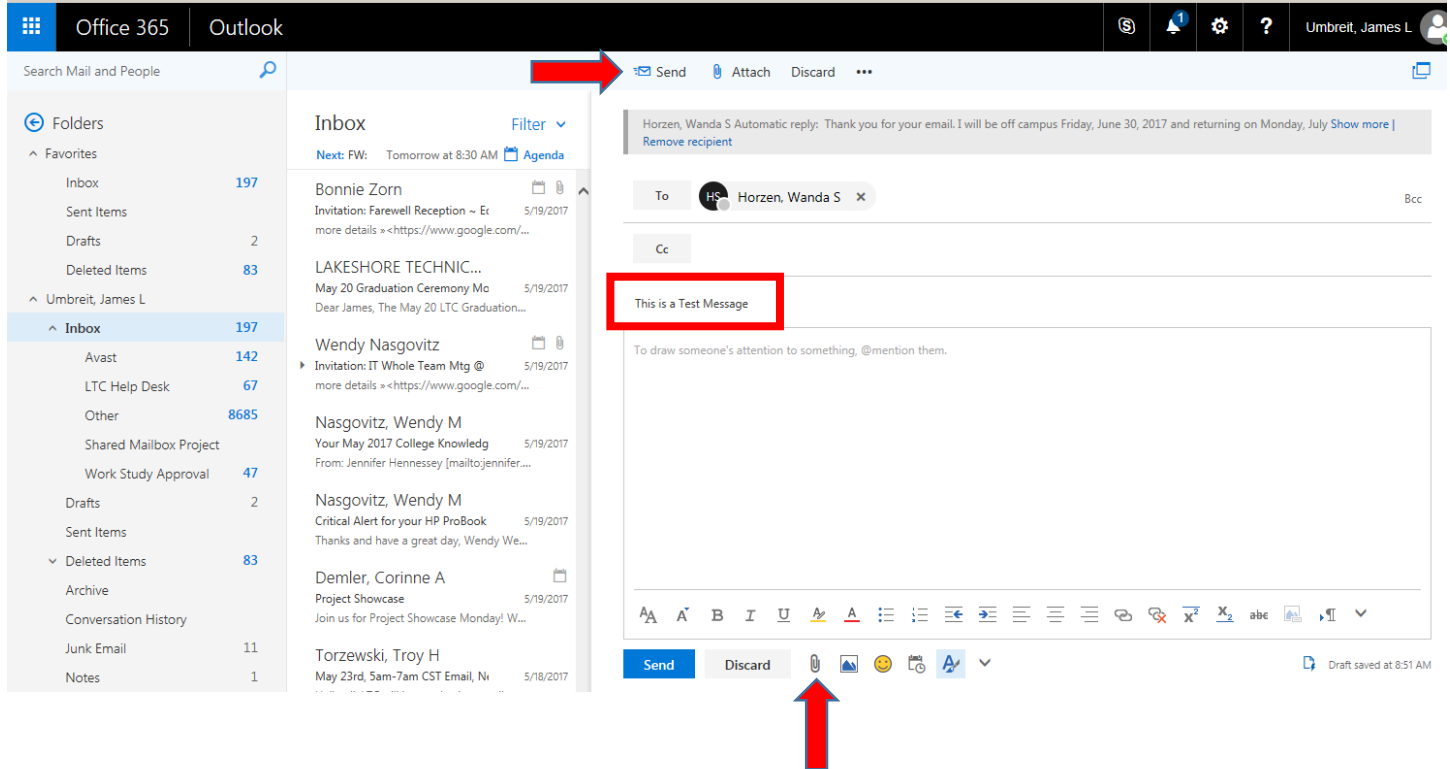 Office 365 Outlook
1
Umbreit, James L
Search Mail and People
Send Attach Discard •••
Folders
Favorites
Inbox 197
Sent Items
Drafts 2
Deleted Items 83
Umbreit, James L
Inbox 197
Avast 142
LTC Help Desk 67
Other 8685
Shared Mailbox Project
Work Study Approval 47
Drafts 2
Sent Items
Deleted Items 83
Archive
Conversation History
Junk Email 11
Notes 1
Inbox Filter
Next: FW: Tomorrow at 8:30 AM Agenda
Bonnie Zorn
Invitation: Farewell Reception ~ Ec 5/19/2017
more details »<https://www.google.com/...
LAKESHORE TECHNIC...
May 20 Graduation Ceremony Mo 5/19/2017
Dear James, The May 20 LTC Graduation...
Wendy Nasgovitz
Invitation: IT Whole Team Mtg @ 5/19/2017
more details »<https://www.google.com/...
Nasgovitz, Wendy M
Your May 2017 College Knowledg 5/19/2017
From: Jennifer Hennessey [mailto:jennifer....
Nasgovitz, Wendy M
Critical Alert for your HP ProBook 5/19/2017
Thanks and have a great day, Wendy We...
Demler, Corinne A
Project Showcase 5/19/2017
Join us for Project Showcase Monday! W...
Torzewski, Troy H
May 23rd, 5am-7am CST Email, Ne 5/18/2017
Horzen, Wanda S Automatic reply: Thank you for your email. I will be off campus Friday, June 30, 2017 and returning on Monday, July Show more |
Remove recipient
To HS Horzen, Wanda S × Bcc
Cc
This is a Test Message
To draw someone's attention to something, @mention them.
AA A B I U A A x² X₂ abc ¶
Send Discard Draft saved at 8:51 AM